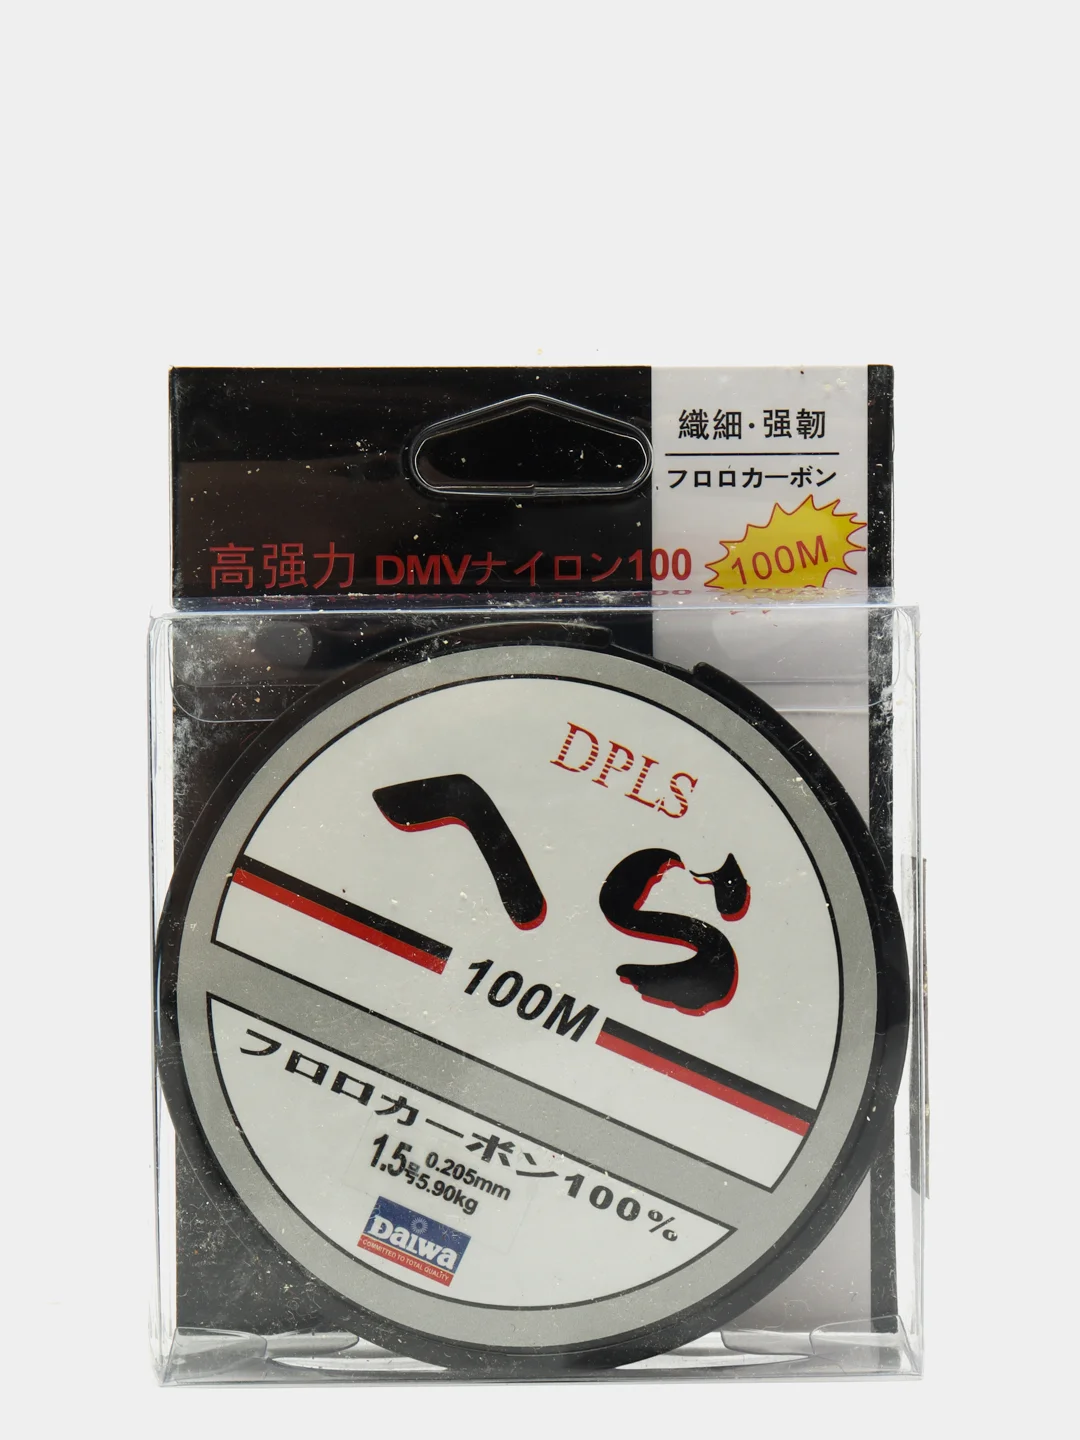 織細·强韌
フロロカーボン
100M
高强力 DMVナイロン100
DPLS
へS
100M
フロロカーボン100%
1.5号 0.205mm
5.90kg
Daiwa
COMMITTED TO TOTAL QUALITY